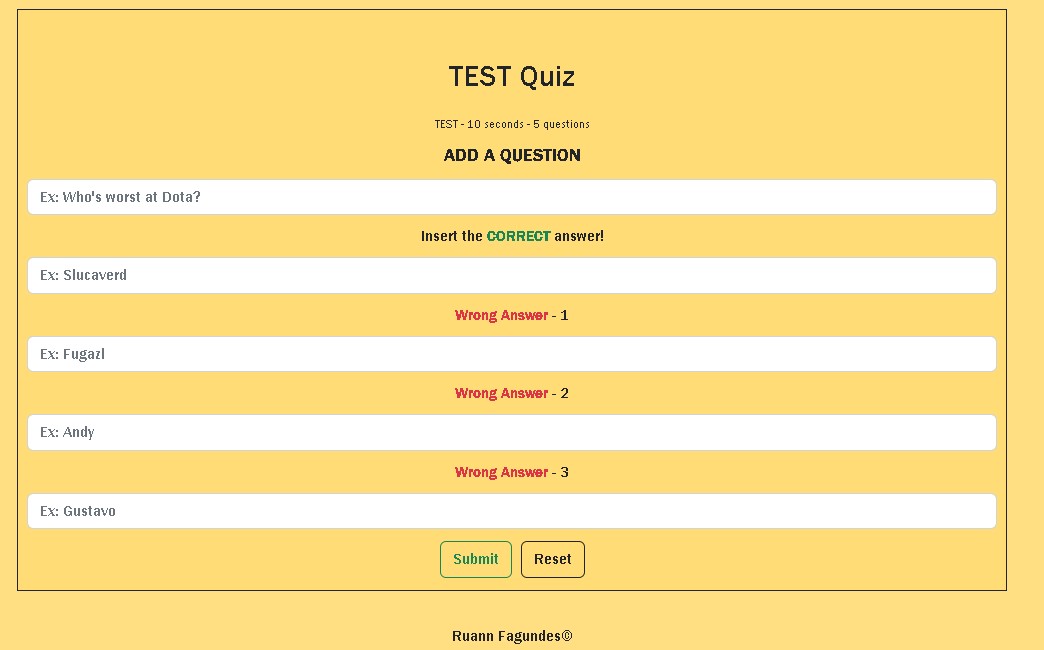 TEST Quiz
TEST - 10 seconds - 5 questions
ADD A QUESTION
Ex: Who's worst at Dota?
Insert the CORRECT answer!
Ex: Slucaverd
Wrong Answer - 1
Ex: Fugazl
Wrong Answer - 2
Ex: Andy
Wrong Answer - 3
Ex: Gustavo
Submit Reset
Ruann Fagundes©